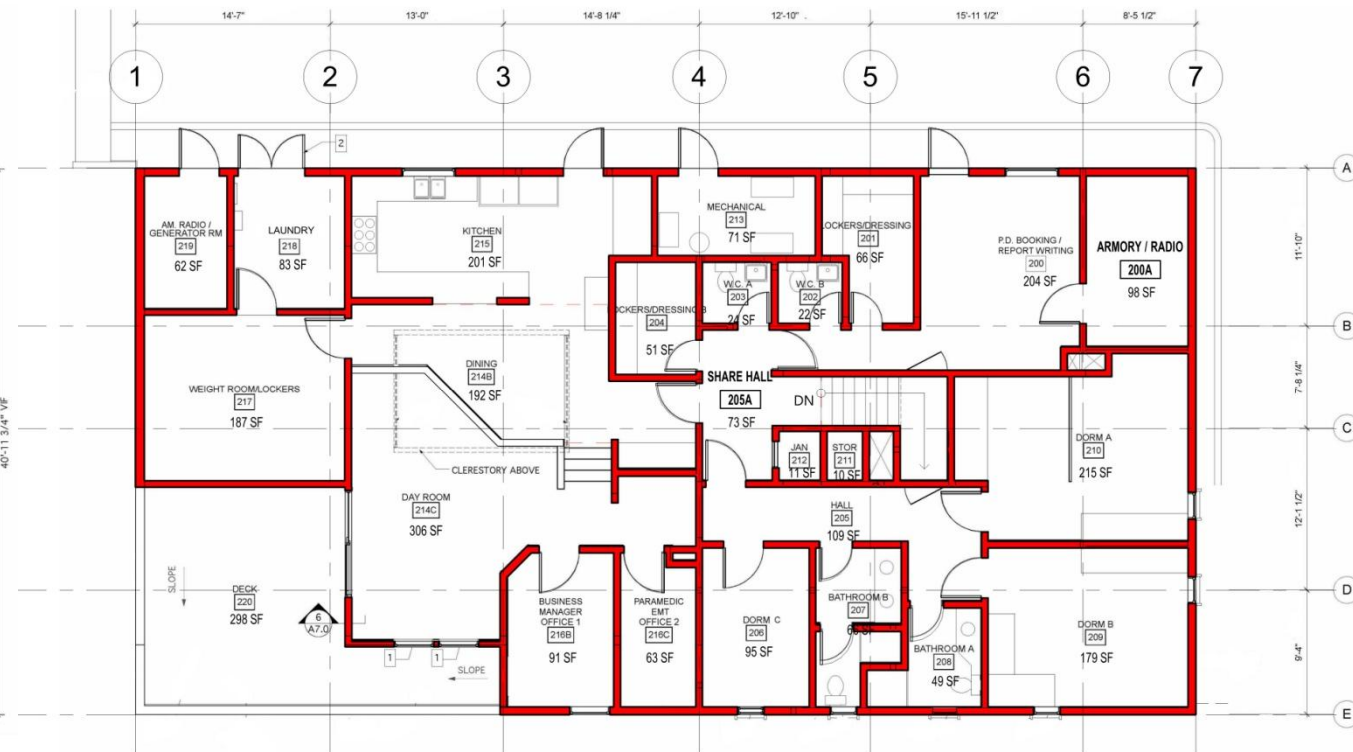 14'-7"
13'-0"
14'-8 1/4"
12'-10"
15'-11 1/2"
8'-5 1/2"
1
2
3
4
5
6
7
2
A
AM. RADIO /
GENERATOR RM
219
62 SF
LAUNDRY
218
83 SF
KITCHEN
215
201 SF
MECHANICAL
213
71 SF
LOCKERS/DRESSING
201
66 SF
P.D. BOOKING /
REPORT WRITING
200
204 SF
ARMORY / RADIO
200A
98 SF
11'-10"
W.C. A
203
24 SF
W.C. B
202
22 SF
LOCKERS/DRESSING B
204
51 SF
B
DINING
214B
192 SF
SHARE HALL
205A
73 SF
DN
7'-8 1/4"
WEIGHT ROOM/LOCKERS
217
187 SF
40'-11 3/4" VIF
C
CLERESTORY ABOVE
JAN
212
11 SF
STOR
211
10 SF
DORM A
210
215 SF
DAY ROOM
214C
306 SF
HALL
205
109 SF
12'-1 1/2"
SLOPE
DECK
220
298 SF
6
A7.0
D
BUSINESS
MANAGER
OFFICE 1
216B
91 SF
PARAMEDIC
EMT
OFFICE 2
216C
63 SF
DORM C
206
95 SF
BATHROOM B
207
BATHROOM A
208
49 SF
DORM B
209
179 SF
9'-4"
1
1
SLOPE
E